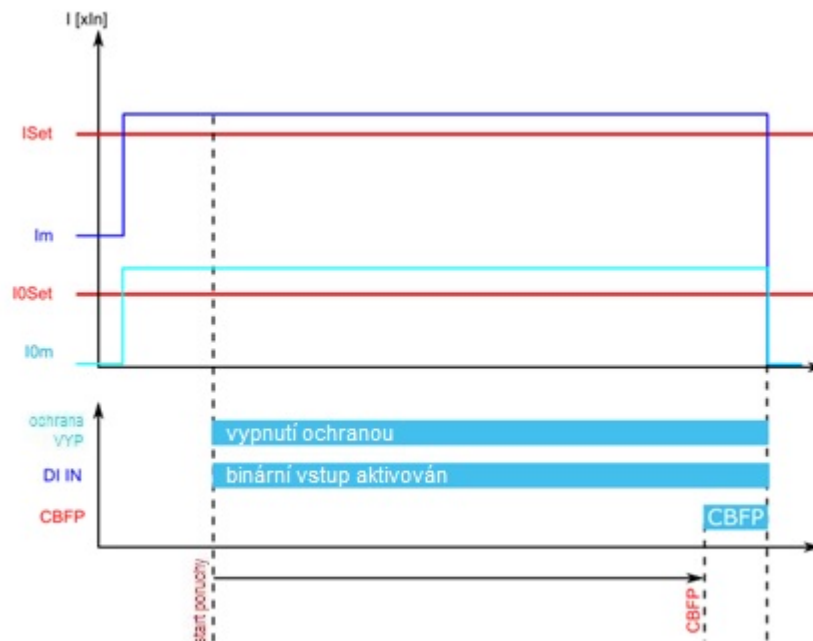 I [xIn]
ISet
Im
I0Set
I0m
ochrana
VYP
vypnutí ochranou
DI IN
binární vstup aktivován
CBFP
CBFP
start poruchy
CBFP